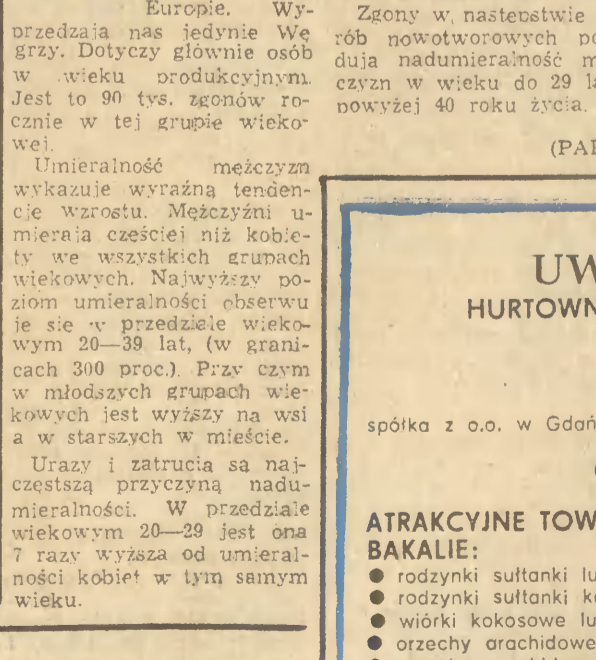 Europie. Wy-
przedzają nas jedynie Wę
grzy. Dotyczy głównie osób
w wieku produkcyjnym.
Jest to 90 tys. zgonów ro-
cznie w tej grupie wieko-
wej.
Umieralność mężczyzn
wykazuje wyraźną tenden-
cje wzrostu. Mężczyźni u-
mierają częściej niż kobie-
ty we wszystkich grupach
wiekowych. Najwyższy po-
ziom umieralności obserwu
je sie w przedziale wieko-
wym 20—39 lat, (w grani-
cach 300 proc.). Przy czym
w młodszych grupach wie-
kowych jest wyższy na wsi
a w starszych w mieście.
Urazy i zatrucia są naj-
częstszą przyczyną nadu-
mieralności. W przedziale
wiekowym 20—29 jest ona
7 razy wyższa od umieral-
ności kobiet w tym samym
wieku.
Zgony w nastepstwie
rób nowotworowych po
dują nadumieralność m
czyzn w wieku do 29 la
powyżej 40 roku życia.
(PAP
UW
HURTOWN
spółka z o.o. w Gdań
ATRAKCYJNE TOW
BAKALIE:
● rodzynki sułtanki lu
● rodzynki sułtanki k
● wiórki kokosowe lu
● orzechy arachidowe